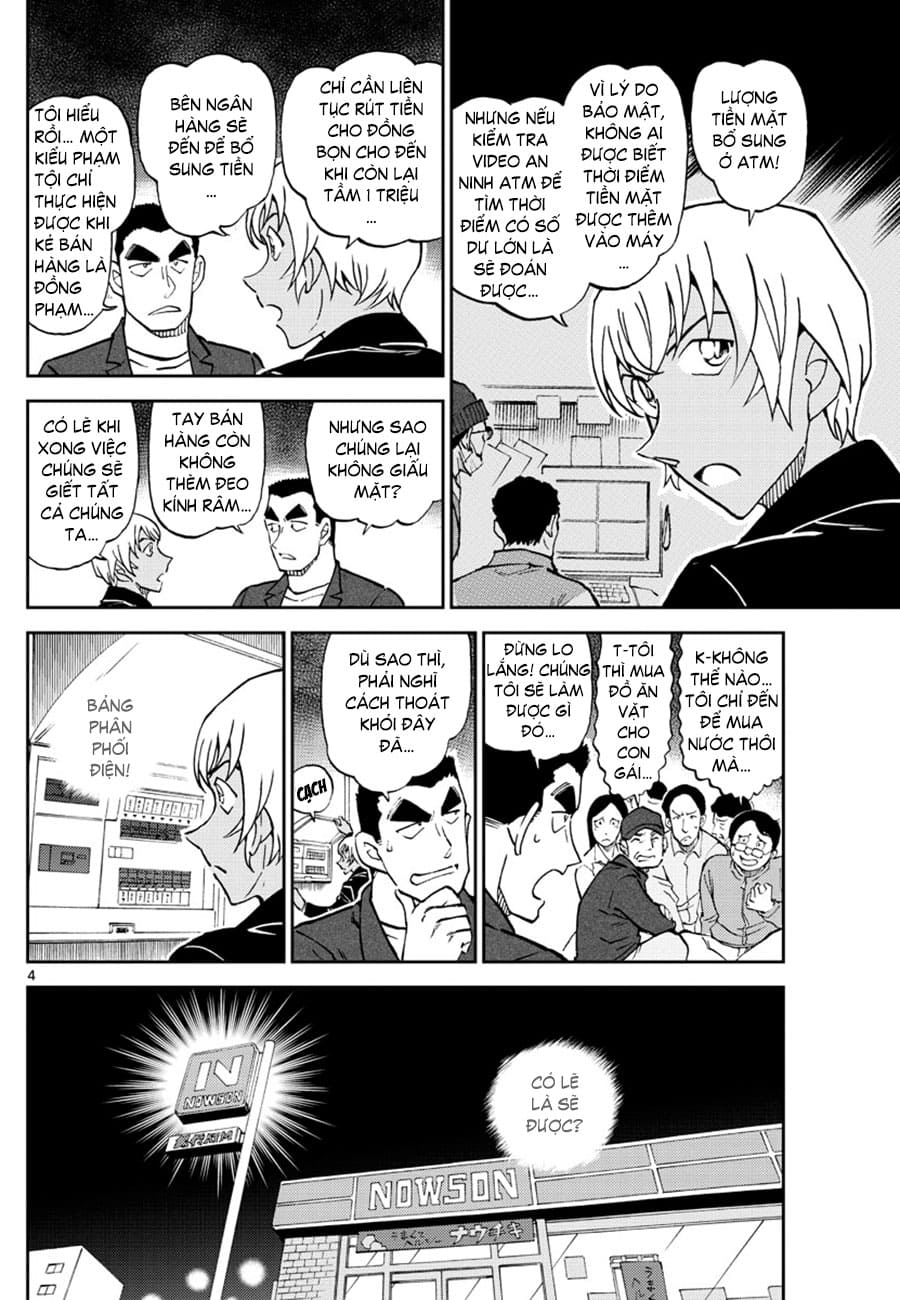 LƯỢNG
TIỀN MẶT
BỔ SUNG
Ở ATM!
VÌ LÝ DO
BẢO MẬT,
KHÔNG AI
ĐƯỢC BIẾT
THỜI ĐIỂM
TIỀN MẶT
ĐƯỢC THÊM
VÀO MÁY
...
NHƯNG NẾU
KIỂM TRA
VIDEO AN
NINH ATM ĐỂ
TÌM THỜI
ĐIỂM CÓ SỐ
DƯ LỚN LÀ
SẼ ĐOÁN
ĐƯỢC...
CHỈ CẦN LIÊN
TỤC RÚT TIỀN
CHO ĐỒNG
BỌN CHO ĐẾN
KHI CÒN LẠI
TẦM 1 TRIỆU
...
BÊN NGÂN
HÀNG SẼ
ĐẾN ĐỂ BỔ
SUNG TIỀN
...
TÔI HIỂU
RỒI... MỘT
KIỂU PHẠM
TỘI CHỈ
THỰC HIỆN
ĐƯỢC KHI
KẺ BÁN
HÀNG LÀ
ĐỒNG
PHẠM...
NHƯNG SAO
CHÚNG LẠI
KHÔNG GIẤU
MẶT?
TAY BÁN
HÀNG CÒN
KHÔNG
THÈM ĐEO
KÍNH RÂM...
CÓ LẼ KHI
XONG VIỆC
CHÚNG SẼ
GIẾT TẤT
CẢ CHÚNG
TA...
K-KHÔNG
THỂ NÀO...
TÔI CHỈ ĐẾN
ĐỂ MUA
NƯỚC THÔI
MÀ...
T-TÔI
THÌ MUA
ĐỒ ĂN
VẶT
CHO
CON
GÁI...
ĐỪNG LO
LẮNG! CHÚNG
TÔI SẼ LÀM
ĐƯỢC GÌ
ĐÓ...
DÙ SAO THÌ,
PHẢI NGHĨ
CÁCH THOÁT
KHỎI ĐÂY
ĐÃ...
CẠCH
BẢNG
PHÂN
PHỐI
ĐIỆN!
4
CÓ LẼ
LÀ SẼ
ĐƯỢC?
N
NOWSON
NOWSON
ナウチキ